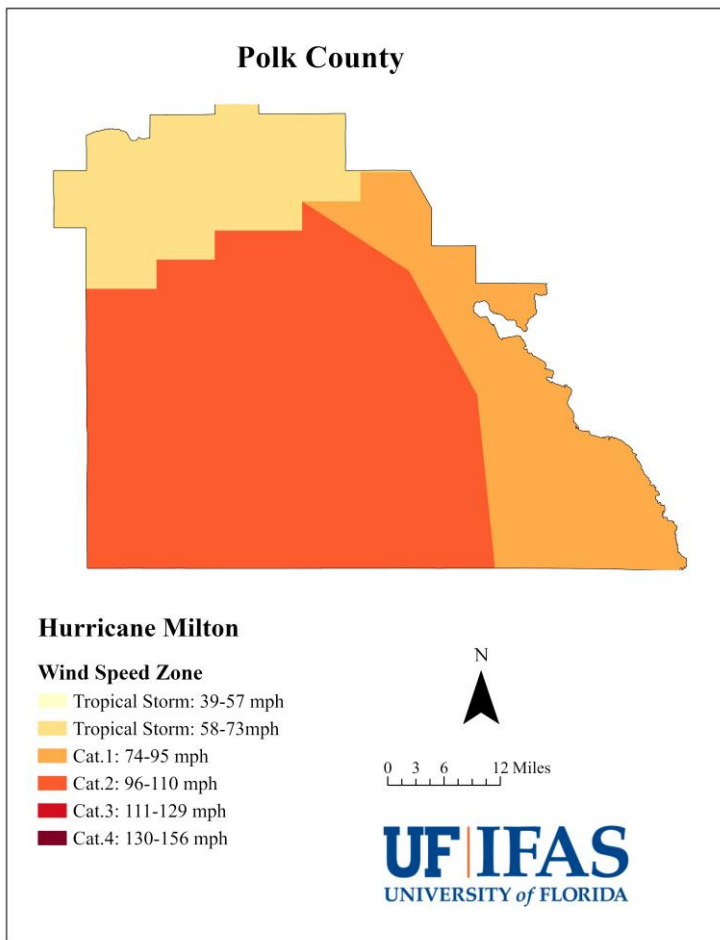 Polk County
Hurricane Milton
Wind Speed Zone
Tropical Storm: 39-57 mph
Tropical Storm: 58-73mph
Cat.1: 74-95 mph
Cat.2: 96-110 mph
Cat.3: 111-129 mph
Cat.4: 130-156 mph
N
0 3 6 12 Miles
UF|IFAS
UNIVERSITY of FLORIDA